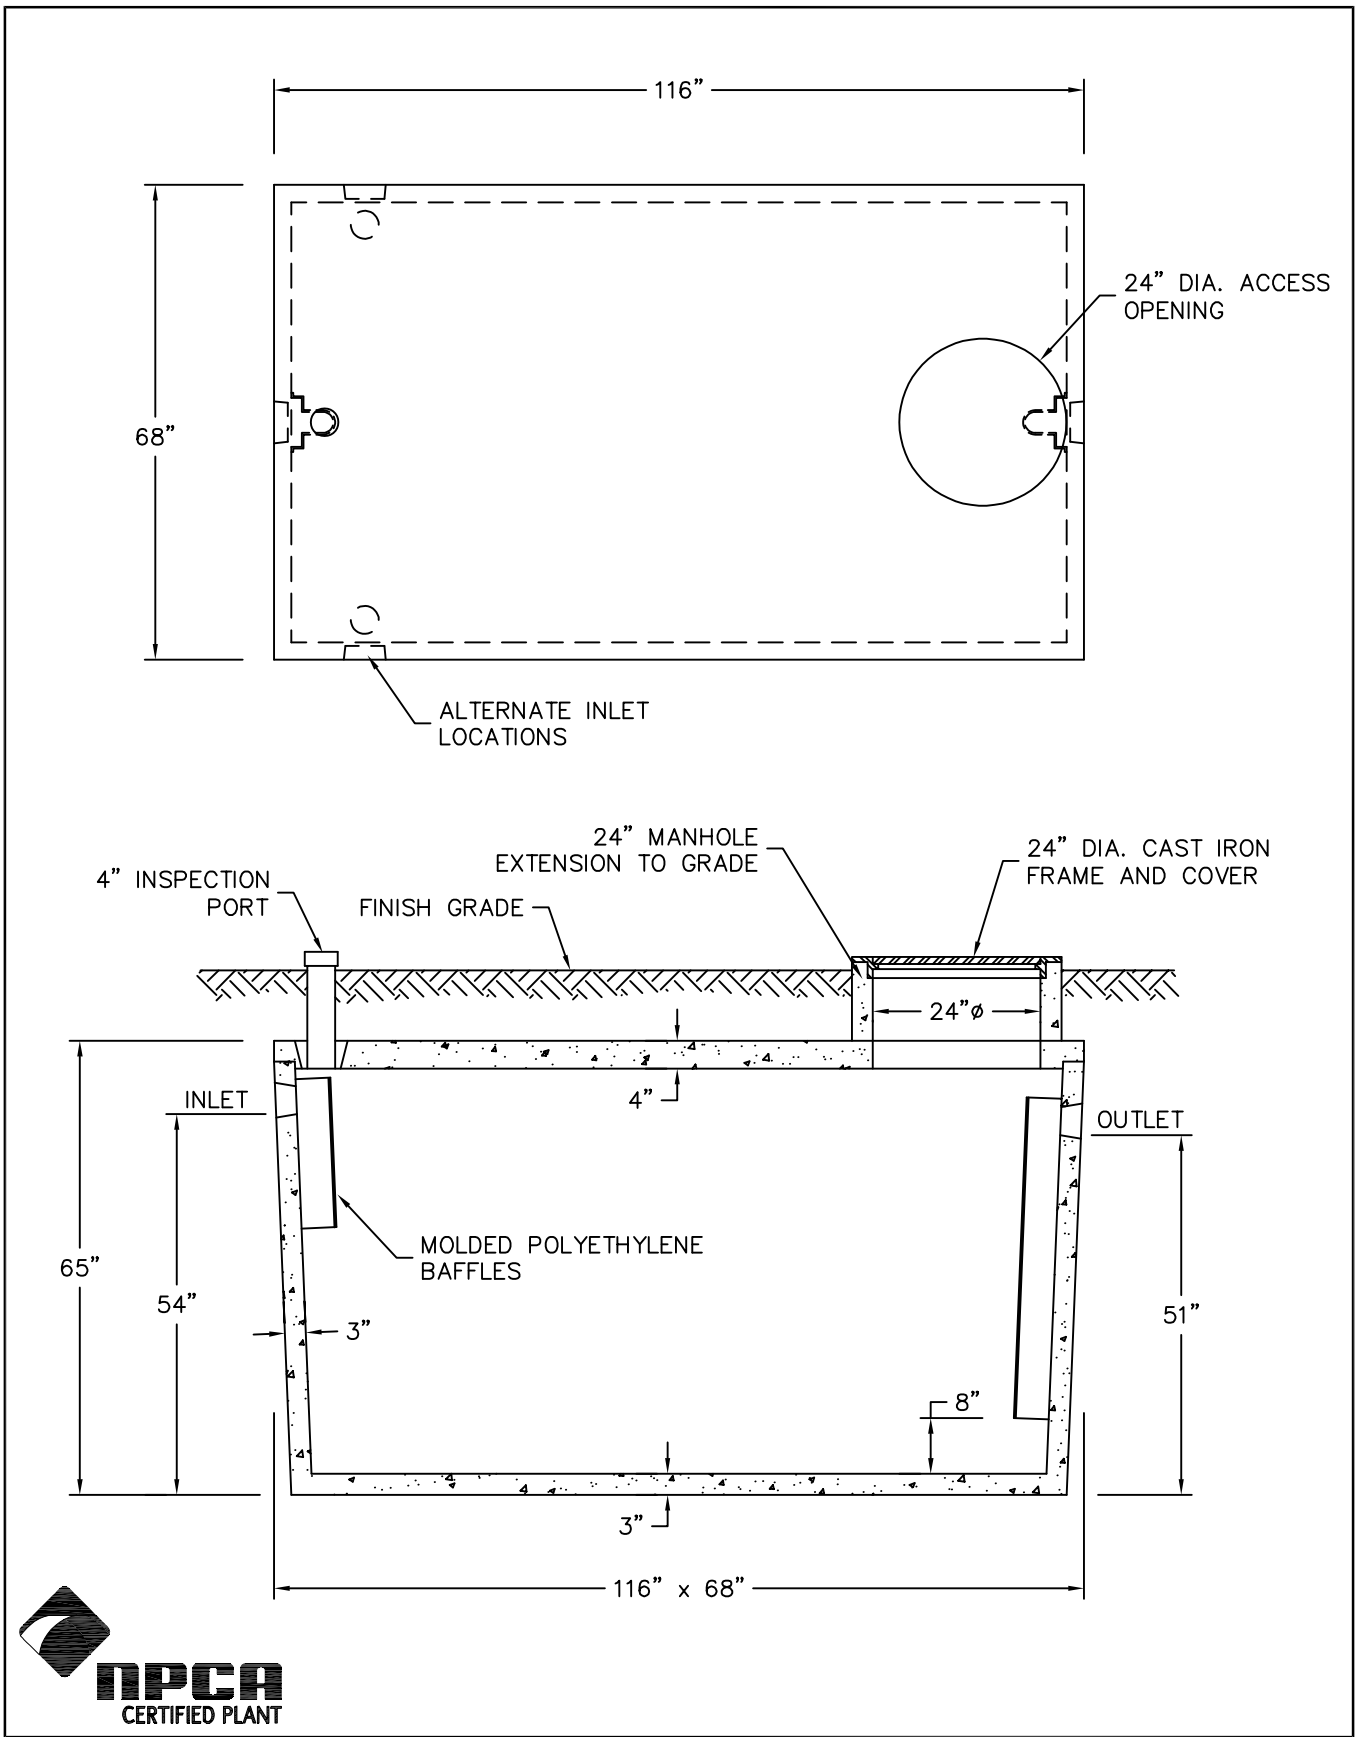 116”
24” DIA. ACCESS
OPENING
68”
ALTERNATE INLET
LOCATIONS
24” MANHOLE
EXTENSION TO GRADE
24” DIA. CAST IRON
FRAME AND COVER
4” INSPECTION
PORT
FINISH GRADE
24”ø
4”
INLET
OUTLET
MOLDED POLYETHYLENE
BAFFLES
65”
54”
3”
51”
8”
3”
116” x 68”
NPCA
CERTIFIED PLANT